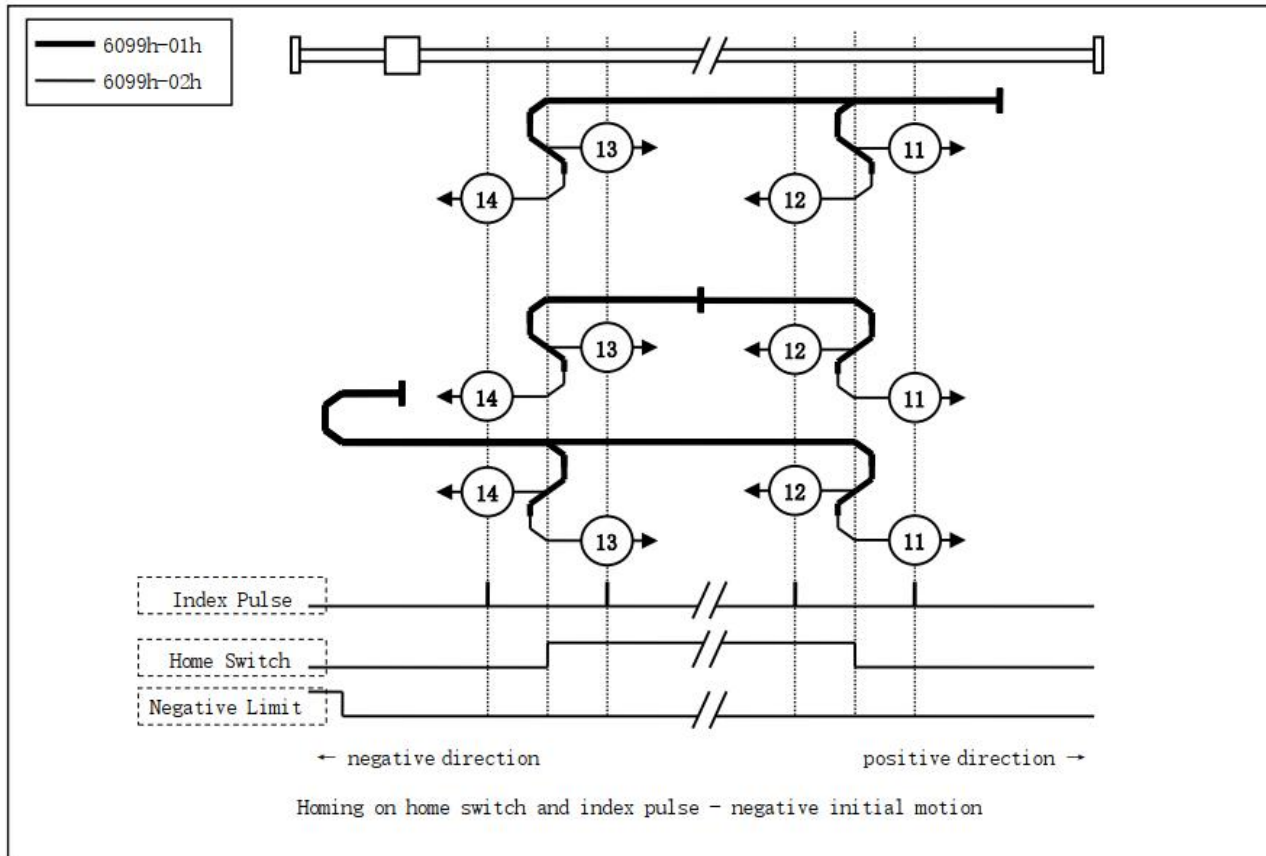 6099h-01h
6099h-02h
13
11
14
12
13
12
14
11
14
12
13
11
Index Pulse
Home Switch
Negative Limit
← negative direction
positive direction →
Homing on home switch and index pulse - negative initial motion